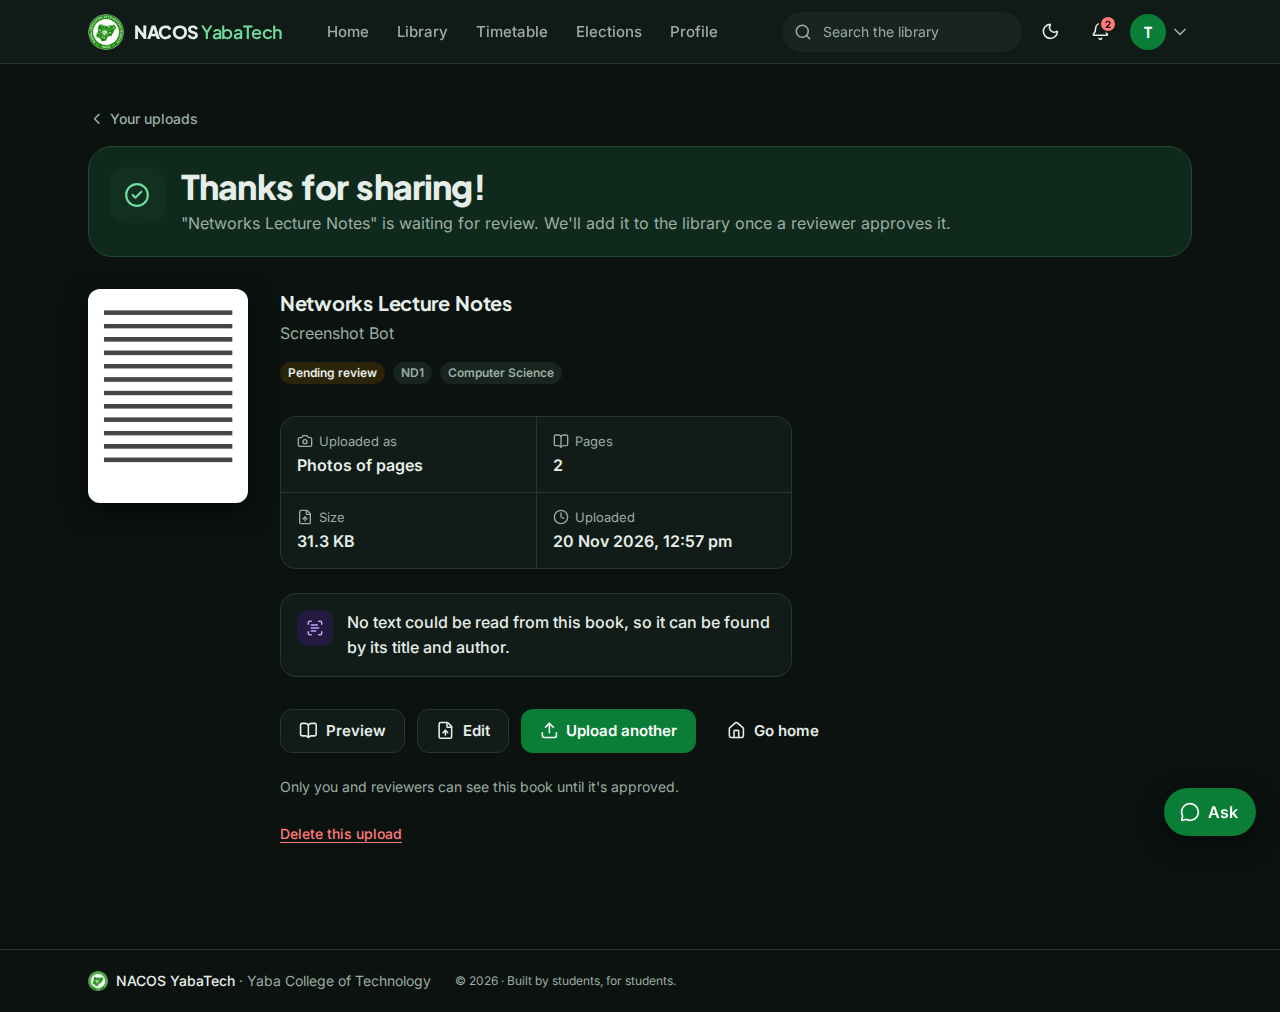 NACOS YabaTech
Home
Library
Timetable
Elections
Profile
Search the library
2
T
Your uploads
Thanks for sharing!
"Networks Lecture Notes" is waiting for review. We'll add it to the library once a reviewer approves it.
Networks Lecture Notes
Screenshot Bot
Pending review
ND1
Computer Science
Uploaded as
Photos of pages
Pages
2
Size
31.3 KB
Uploaded
20 Nov 2026, 12:57 pm
No text could be read from this book, so it can be found
by its title and author.
Preview
Edit
Upload another
Go home
Only you and reviewers can see this book until it's approved.
Ask
Delete this upload
NACOS YabaTech · Yaba College of Technology
© 2026 · Built by students, for students.